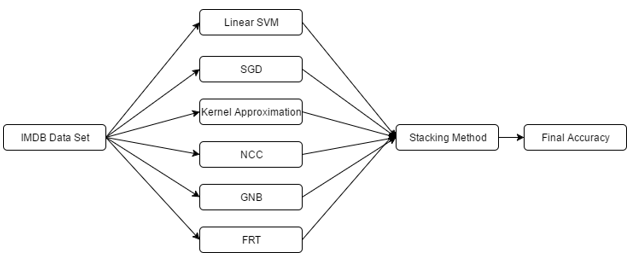 Linear SVM
SGD
Kernel Approximation
IMDB Data Set
Stacking Method
Final Accuracy
NCC
GNB
FRT